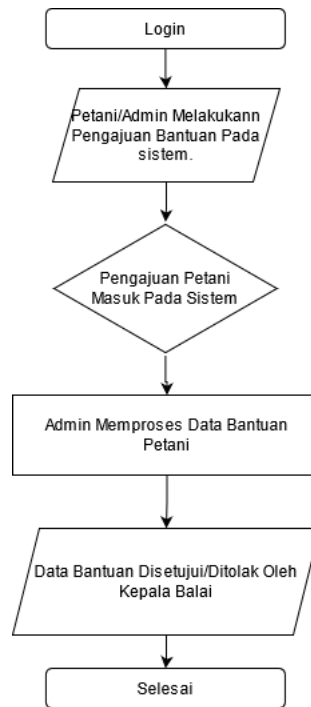 Login
Petani/Admin Melakukann
Pengajuan Bantuan Pada
sistem.
Pengajuan Petani
Masuk Pada Sistem
Admin Memproses Data Bantuan
Petani
Data Bantuan Disetujui/Ditolak Oleh
Kepala Balai
Selesai